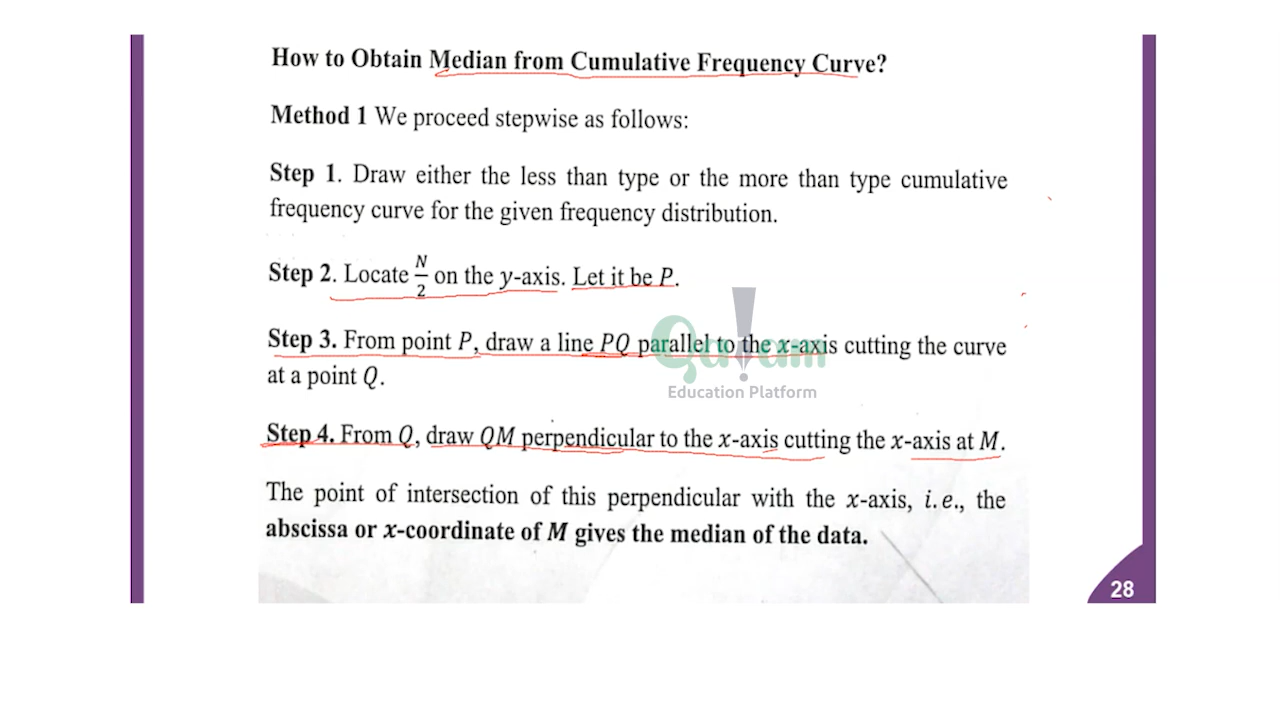 How to Obtain Median from Cumulative Frequency Curve?
Method 1 We proceed stepwise as follows:
Step 1. Draw either the less than type or the more than type cumulative
frequency curve for the given frequency distribution.
Step 2. Locate N/2 on the y-axis. Let it be P.
Step 3. From point P, draw a line PQ parallel to the x-axis cutting the curve
at a point Q.
Qalam
Education Platform
Step 4. From Q, draw QM perpendicular to the x-axis cutting the x-axis at M.
The point of intersection of this perpendicular with the x-axis, i.e., the
abscissa or x-coordinate of M gives the median of the data.
28